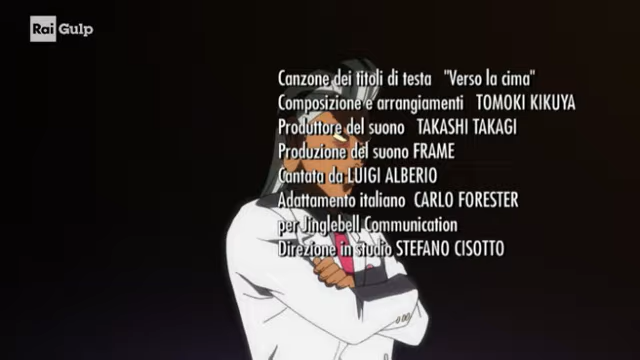 Rai Gulp
Canzone dei titoli di testa "Verso la cima"
Composizione e arrangiamenti TOMOKI KIKUYA
Produttore del suono TAKASHI TAKAGI
Produzione del suono FRAME
Cantata da LUIGI ALBERIO
Adattamento italiano CARLO FORESTER
per Jinglebell Communication
Direzione in studio STEFANO CISOTTO